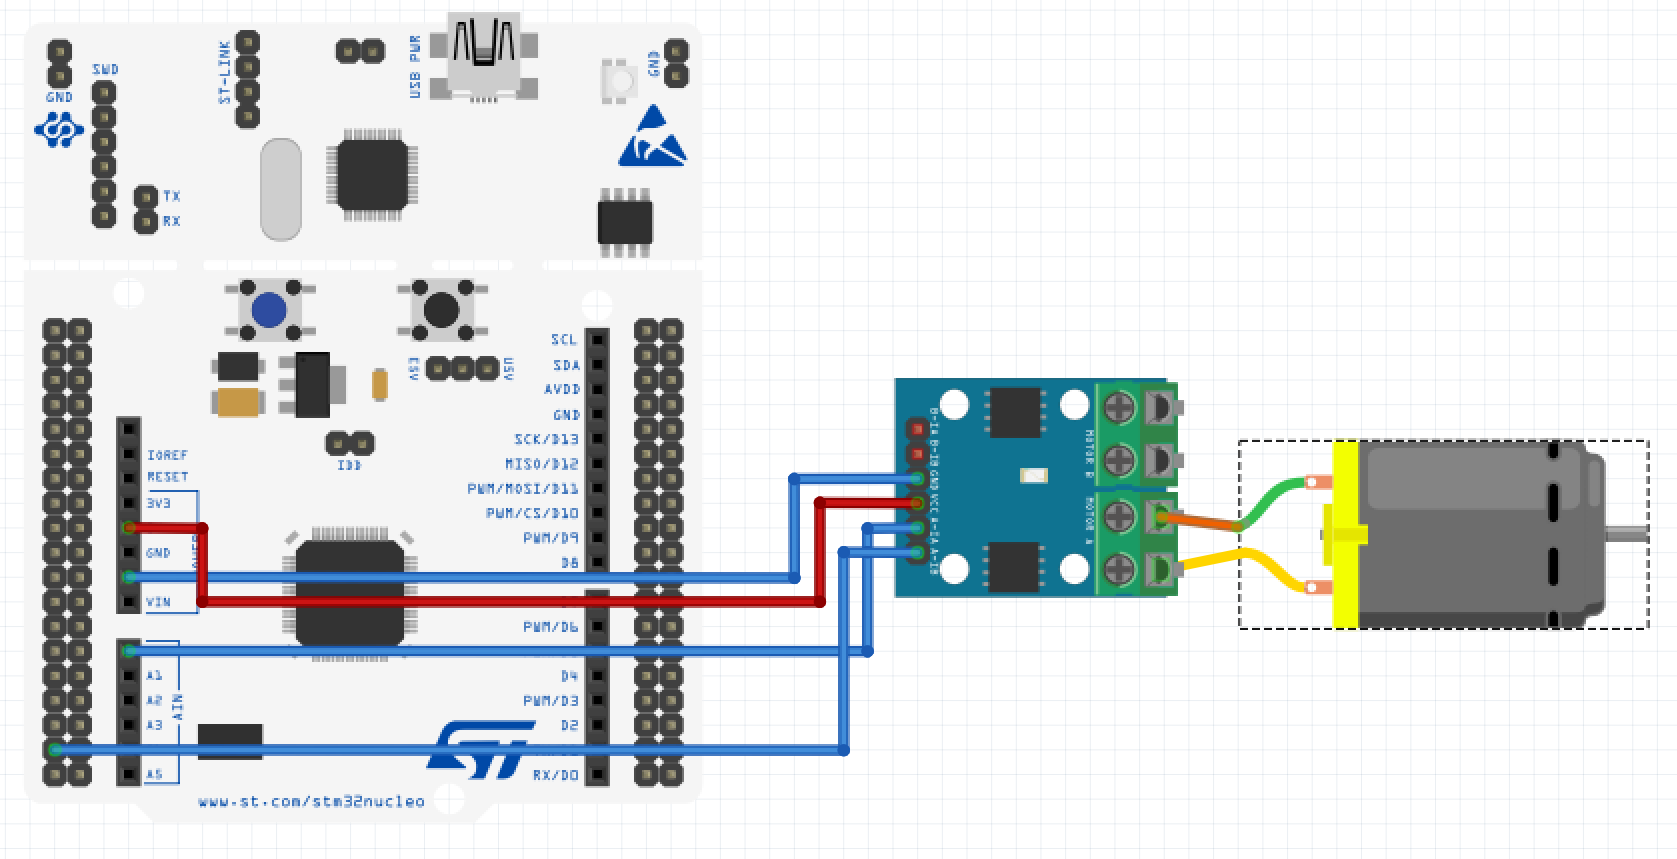 SWD
GND
ST-LINK
USB PWR
GND
TX
RX
E5V
U5V
IDD
IOREF
RESET
3V3
GND
VIN
A1
A2
A3
A5
AIN
SCL
SDA
AVDD
GND
SCK/D13
MISO/D12
PWM/MOSI/D11
PWM/CS/D10
PWM/D9
D8
PWM/D6
D4
PWM/D3
D2
RX/D0
ST
www.st.com/stm32nucleo
B-IA
B-IB
GND
VCC
A-IA
A-IB
MOTOR B
MOTOR A